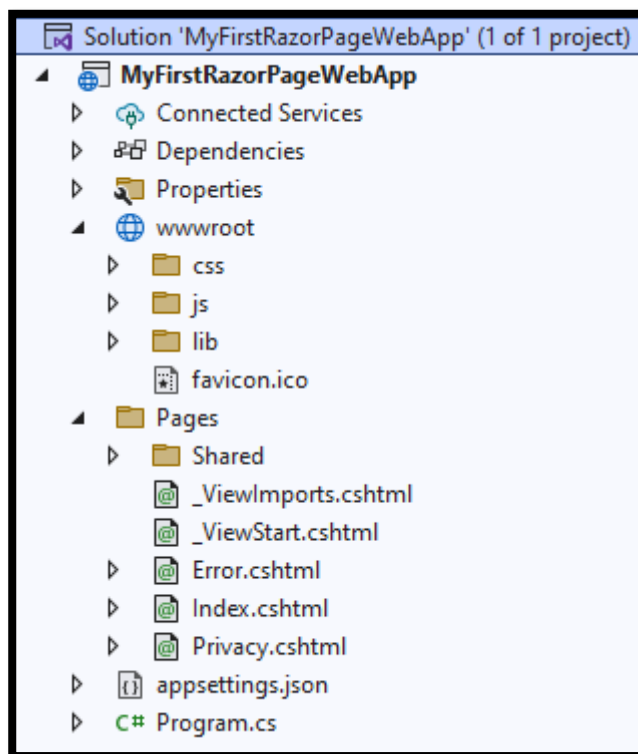 Solution 'MyFirstRazorPageWebApp' (1 of 1 project)
MyFirstRazorPageWebApp
Connected Services
Dependencies
Properties
wwwroot
css
js
lib
favicon.ico
Pages
Shared
_ViewImports.cshtml
_ViewStart.cshtml
Error.cshtml
Index.cshtml
Privacy.cshtml
appsettings.json
C# Program.cs